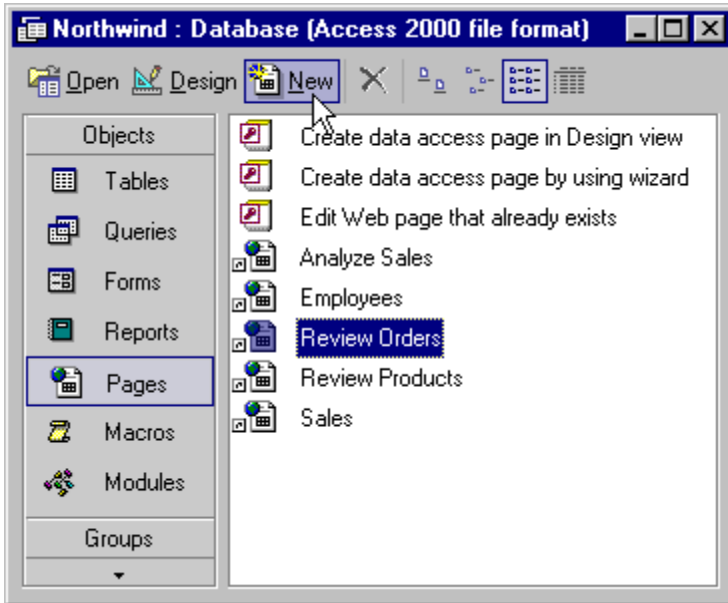 Northwind : Database (Access 2000 file format)
Open Design New
Objects
Tables
Queries
Forms
Reports
Pages
Macros
Modules
Groups
Create data access page in Design view
Create data access page by using wizard
Edit Web page that already exists
Analyze Sales
Employees
Review Orders
Review Products
Sales